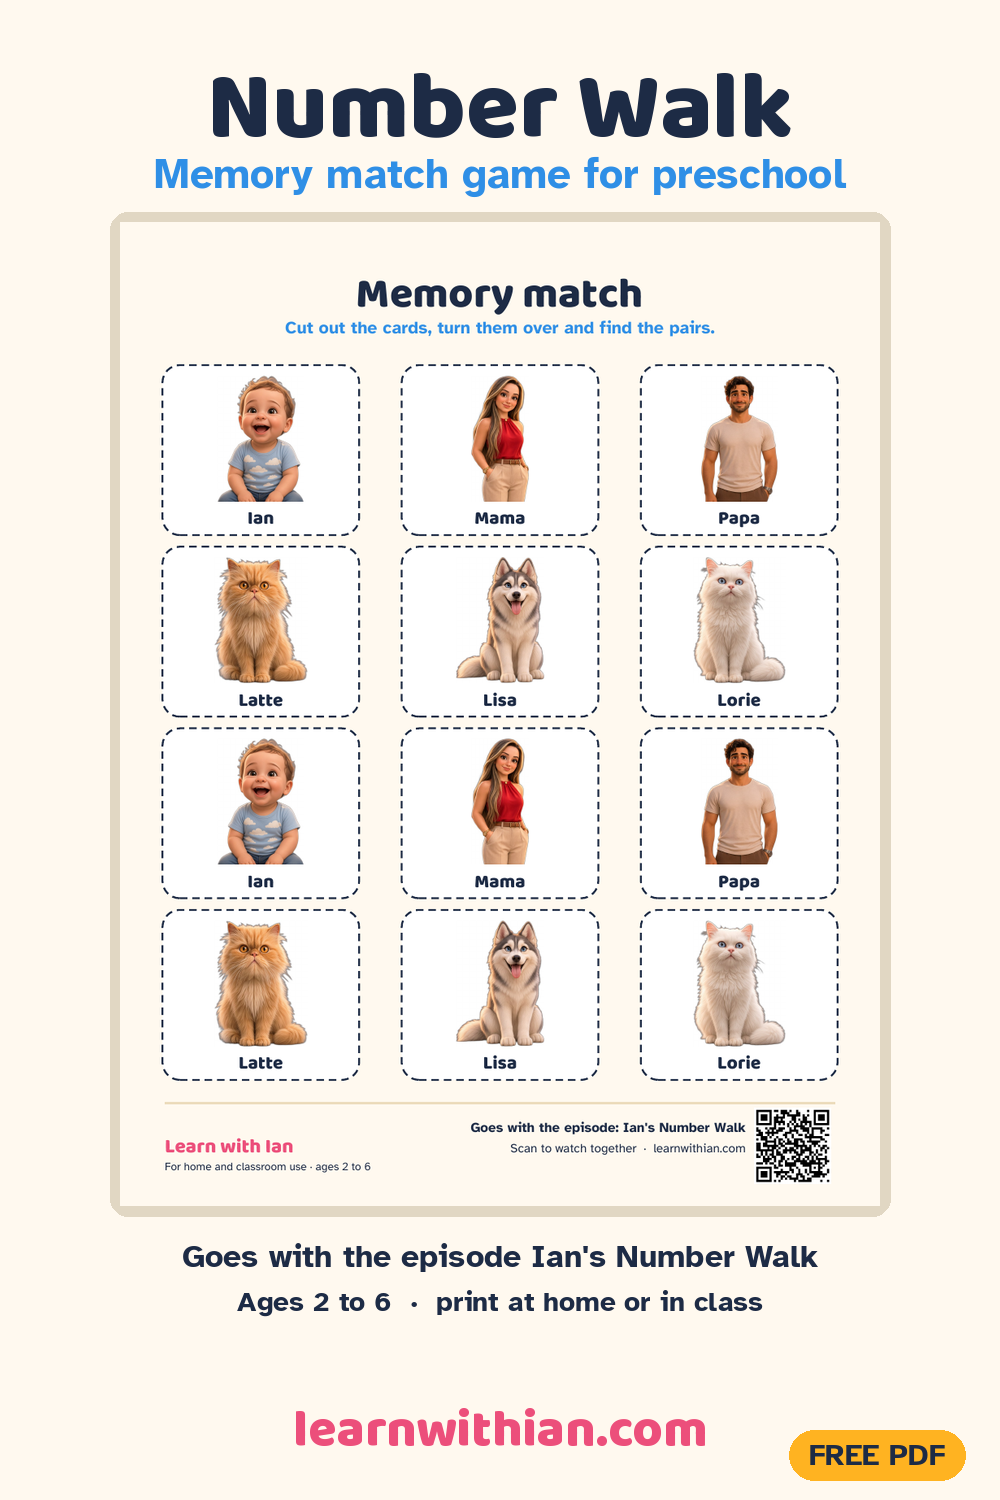 Number Walk
Memory match game for preschool
Memory match
Cut out the cards, turn them over and find the pairs.
Ian
Mama
Papa
Latte
Lisa
Lorie
Ian
Mama
Papa
Latte
Lisa
Lorie
Goes with the episode: Ian's Number Walk
Scan to watch together · learnwithian.com
Learn with Ian
For home and classroom use · ages 2 to 6
Goes with the episode Ian's Number Walk
Ages 2 to 6 · print at home or in class
learnwithian.com
FREE PDF